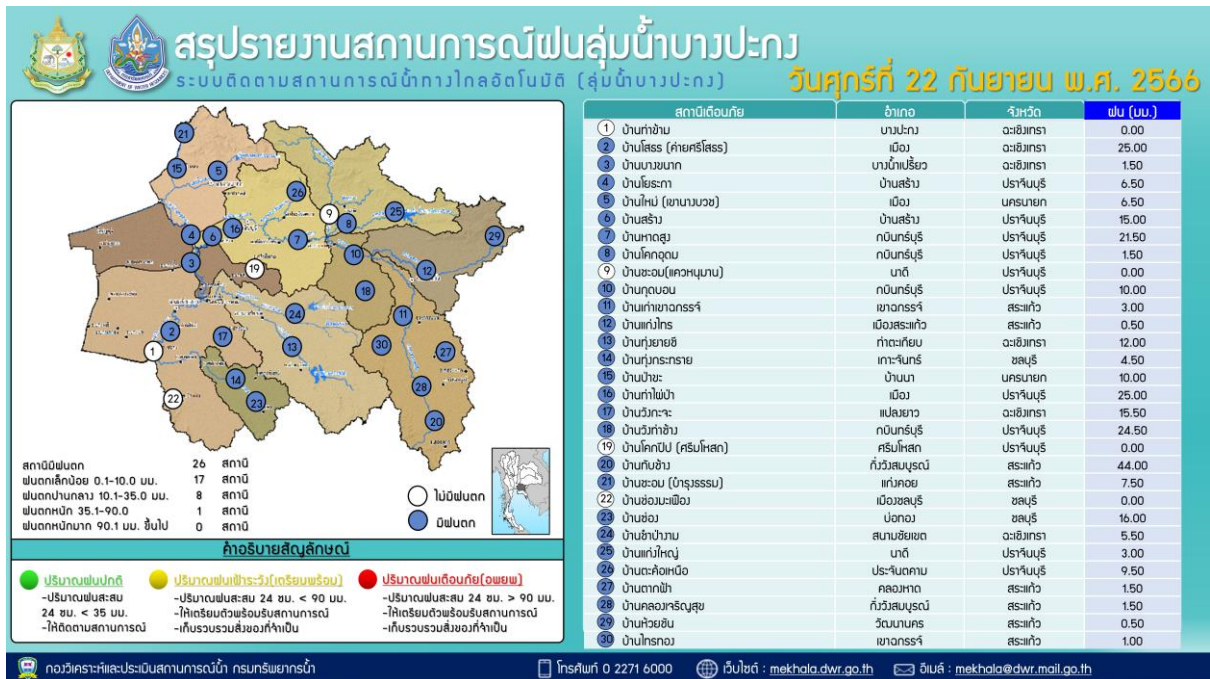 สรุปรายงานสถานการณ์ฝนลุ่มน้ำบางปะกง
ระบบติดตามสถานการณ์น้ำทางไกลอัตโนมัติ (ลุ่มน้ำบางปะกง)
วันศุกร์ที่ 22 กันยายน พ.ศ. 2566
สถานีมีฝนตก 26 สถานี
ฝนตกเล็กน้อย 0.1-10.0 มม. 17 สถานี
ฝนตกปานกลาง 10.1-35.0 มม. 8 สถานี
ฝนตกหนัก 35.1-90.0 1 สถานี
ฝนตกหนักมาก 90.1 มม. ขึ้นไป 0 สถานี
ไม่มีฝนตก
มีฝนตก
คำอธิบายสัญลักษณ์
ปริมาณฝนปกติ
-ปริมาณฝนสะสม
24 ชม. < 35 มม.
-ให้ติดตามสถานการณ์
ปริมาณฝนเฝ้าระวัง(เตรียมพร้อม)
-ปริมาณฝนสะสม 24 ชม. < 90 มม.
-ให้เตรียมตัวพร้อมรับสถานการณ์
-เก็บรวบรวมสิ่งของที่จำเป็น
ปริมาณฝนเตือนภัย(อพยพ)
-ปริมาณฝนสะสม 24 ชม. > 90 มม.
-ให้เตรียมตัวพร้อมรับสถานการณ์
-เก็บรวบรวมสิ่งของที่จำเป็น
สถานีเตือนภัย อำเภอ จังหวัด ฝน (มม.)
1 บ้านท่าข้าม บางปะกง ฉะเชิงเทรา 0.00
2 บ้านโสธร (ค่ายศรีโสธร) เมือง ฉะเชิงเทรา 25.00
3 บ้านบางขนาก บางน้ำเปรี้ยว ฉะเชิงเทรา 1.50
4 บ้านโยธะกา บ้านสร้าง ปราจีนบุรี 6.50
5 บ้านใหม่ (เขานางบวช) เมือง นครนายก 6.50
6 บ้านสร้าง บ้านสร้าง ปราจีนบุรี 15.00
7 บ้านหาดสูง กบินทร์บุรี ปราจีนบุรี 21.50
8 บ้านโคกอุดม กบินทร์บุรี ปราจีนบุรี 1.50
9 บ้านชะอม(แควหนุมาน) นาดี ปราจีนบุรี 0.00
10 บ้านกุดบอน กบินทร์บุรี ปราจีนบุรี 10.00
11 บ้านเก่าเขาฉกรรจ์ เขาฉกรรจ์ สระแก้ว 3.00
12 บ้านแก่งไทร เมืองสระแก้ว สระแก้ว 0.50
13 บ้านทุ่งยายชี ท่าตะเกียบ ฉะเชิงเทรา 12.00
14 บ้านทุ่งกระทราย เกาะจันทร์ ชลบุรี 4.50
15 บ้านป่าขะ บ้านนา นครนายก 10.00
16 บ้านท่าไผ่ป่า เมือง ปราจีนบุรี 25.00
17 บ้านวังกะจะ แปลงยาว ฉะเชิงเทรา 15.50
18 บ้านวังท่าช้าง กบินทร์บุรี ปราจีนบุรี 24.50
19 บ้านโคกปีป (ศรีมโหสถ) ศรีมโหสถ ปราจีนบุรี 0.00
20 บ้านทับช้าง กิ่งวังสมบูรณ์ สระแก้ว 44.00
21 บ้านชะอม (บำรุงธรรม) แก่งคอย สระแก้ว 7.50
22 บ้านช่องมะเฟือง เมืองชลบุรี ชลบุรี 0.00
23 บ้านช่อง บ่อทอง ชลบุรี 16.00
24 บ้านชำป่างาม สนามชัยเขต ฉะเชิงเทรา 5.50
25 บ้านแก่งใหญ่ นาดี ปราจีนบุรี 3.00
26 บ้านตะค้อเหนือ ประจันตคาม ปราจีนบุรี 9.50
27 บ้านตากฟ้า คลองหาด สระแก้ว 1.50
28 บ้านคลองเจริญสุข กิ่งวังสมบูรณ์ สระแก้ว 1.50
29 บ้านห้วยชัน วัฒนานคร สระแก้ว 0.50
30 บ้านไทรทอง เขาฉกรรจ์ สระแก้ว 1.00
กองวิเคราะห์และประเมินสถานการณ์น้ำ กรมทรัพยากรน้ำ
โทรศัพท์ 0 2271 6000
เว็บไซต์ : mekhala.dwr.go.th
อีเมล์ : mekhala@dwr.mail.go.th